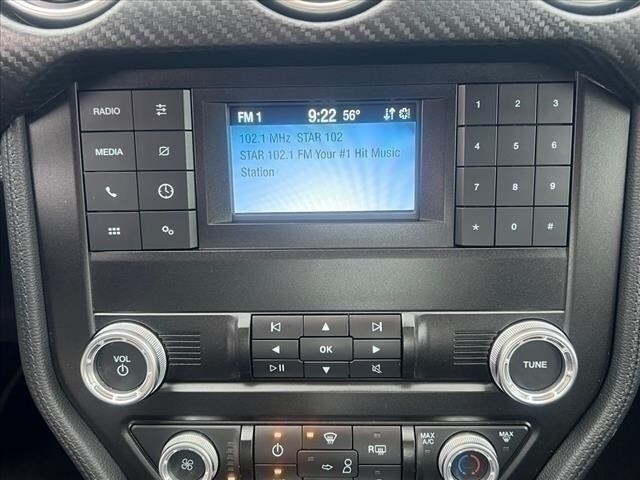 RADIO
MEDIA
FM 1 9:22 56°
102.1 MHz STAR 102
STAR 102.1 FM Your #1 Hit Music
Station
1 2 3
4 5 6
7 8 9
* 0 #
VOL
OK
TUNE
R
MAX
A/C
MAX